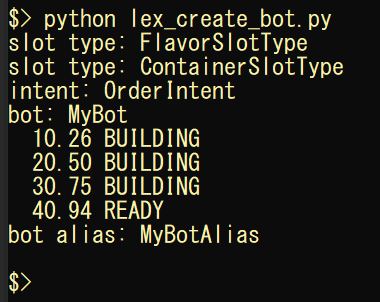 $> python lex_create_bot.py
slot type: FlavorSlotType
slot type: ContainerSlotType
intent: OrderIntent
bot: MyBot
  10.26 BUILDING
  20.50 BUILDING
  30.75 BUILDING
  40.94 READY
bot alias: MyBotAlias
$>